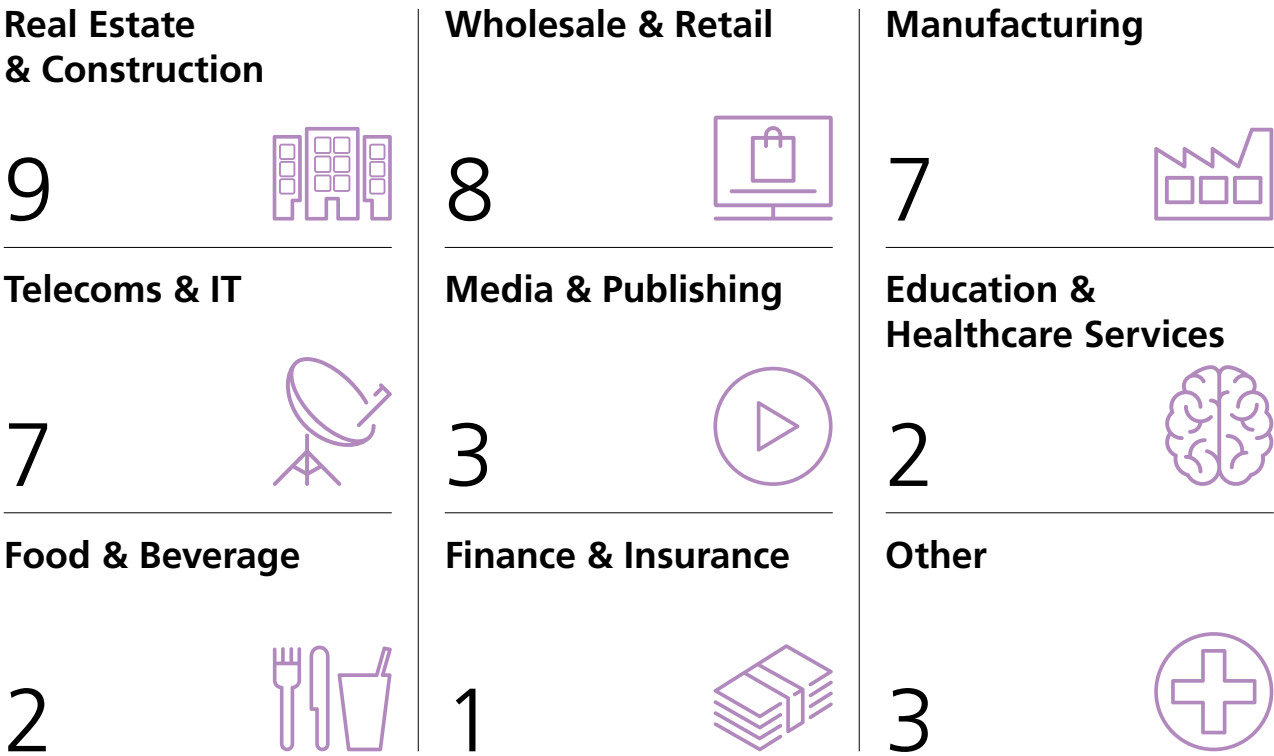 Real Estate
& Construction
9
Wholesale & Retail
8
Manufacturing
7
Telecoms & IT
7
Media & Publishing
3
Education &
Healthcare Services
2
Food & Beverage
2
Finance & Insurance
1
Other
3